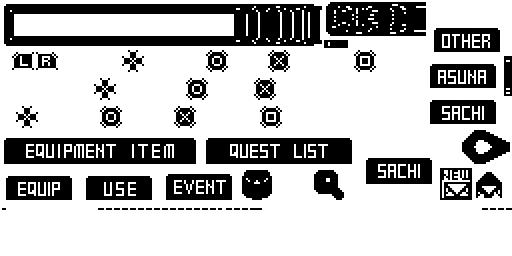 OTHER
L R
ASUNA
SACHI
EQUIPMENT ITEM
QUEST LIST
SACHI
EQUIP
USE
EVENT
NEW